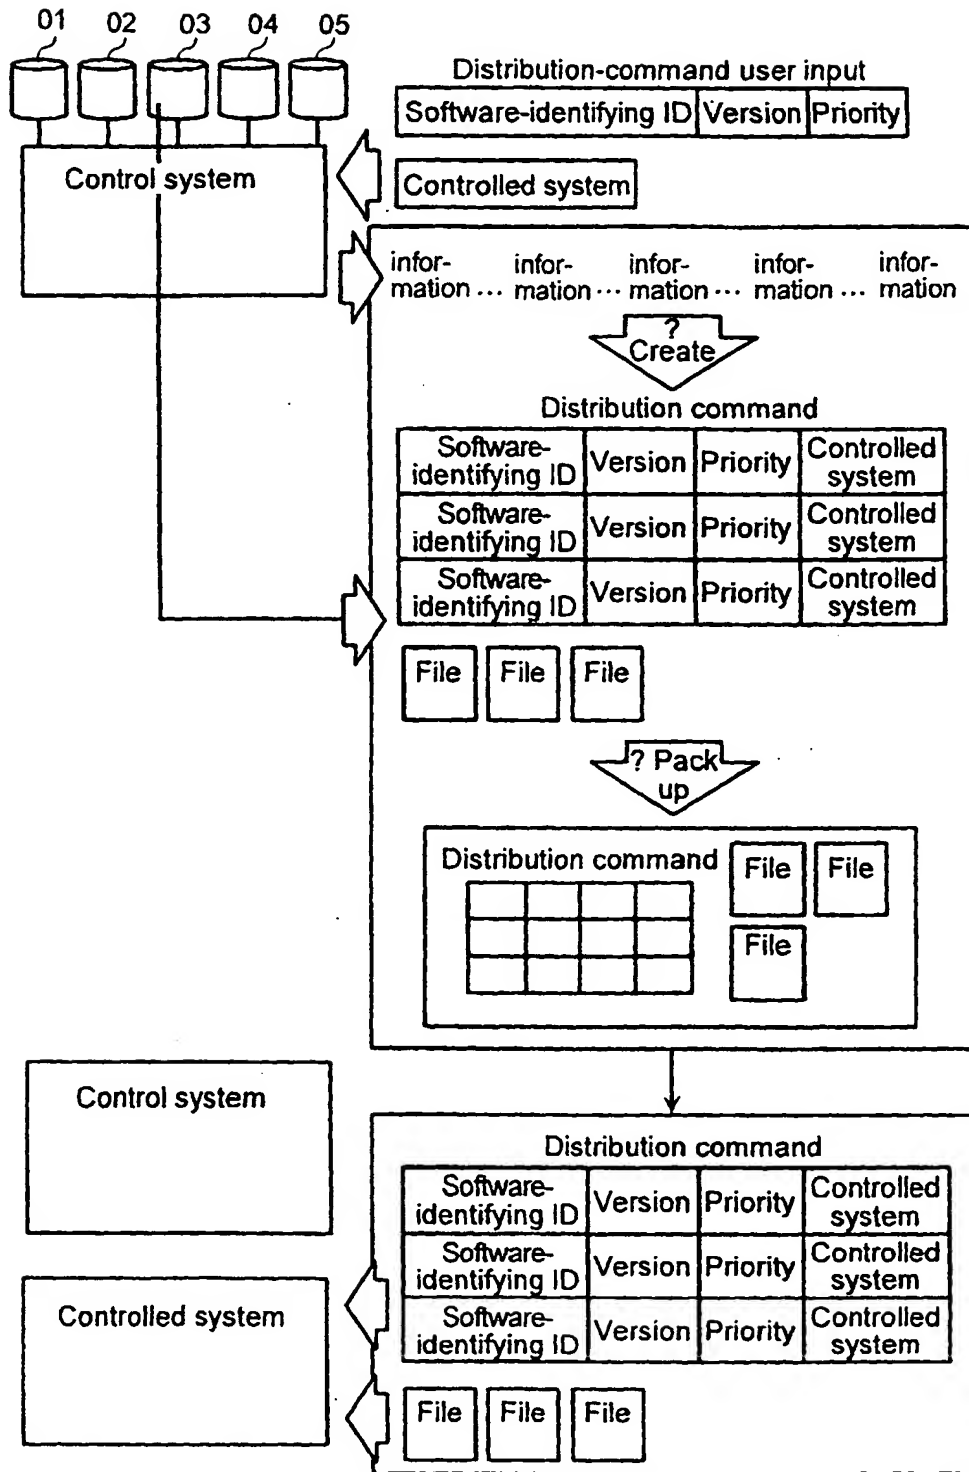 01 02 03 04 05
Distribution-command user input
Software-identifying ID Version Priority
Control system
Controlled system
infor-
mation ... infor-
mation ... infor-
mation ... infor-
mation ... infor-
mation
?
Create
Distribution command
Software-
identifying ID Version Priority Controlled
system
Software-
identifying ID Version Priority Controlled
system
Software-
identifying ID Version Priority Controlled
system
File File File
? Pack
up
Distribution command
File File
File
Control system
Distribution command
Software-
identifying ID Version Priority Controlled
system
Software-
identifying ID Version Priority Controlled
system
Software-
identifying ID Version Priority Controlled
system
Controlled system
File File File